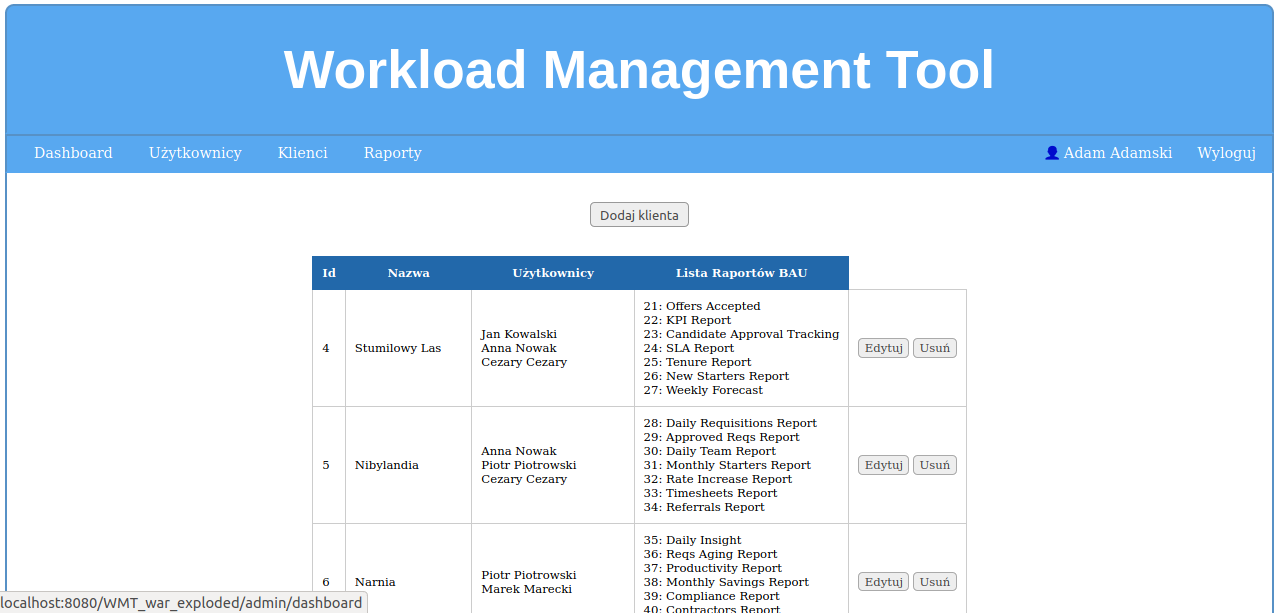 Workload Management Tool
Dashboard Użytkownicy Klienci Raporty Adam Adamski Wyloguj
Dodaj klienta
Id Nazwa Użytkownicy Lista Raportów BAU
4
Stumilowy Las
Jan Kowalski
Anna Nowak
Cezary Cezary
21: Offers Accepted
22: KPI Report
23: Candidate Approval Tracking
24: SLA Report
25: Tenure Report
26: New Starters Report
27: Weekly Forecast
Edytuj Usuń
5
Nibylandia
Anna Nowak
Piotr Piotrowski
Cezary Cezary
28: Daily Requisitions Report
29: Approved Reqs Report
30: Daily Team Report
31: Monthly Starters Report
32: Rate Increase Report
33: Timesheets Report
34: Referrals Report
Edytuj Usuń
6
Narnia
Piotr Piotrowski
Marek Marecki
35: Daily Insight
36: Reqs Aging Report
37: Productivity Report
38: Monthly Savings Report
39: Compliance Report
40: Contractors Report
Edytuj Usuń
localhost:8080/WMT_war_exploded/admin/dashboard